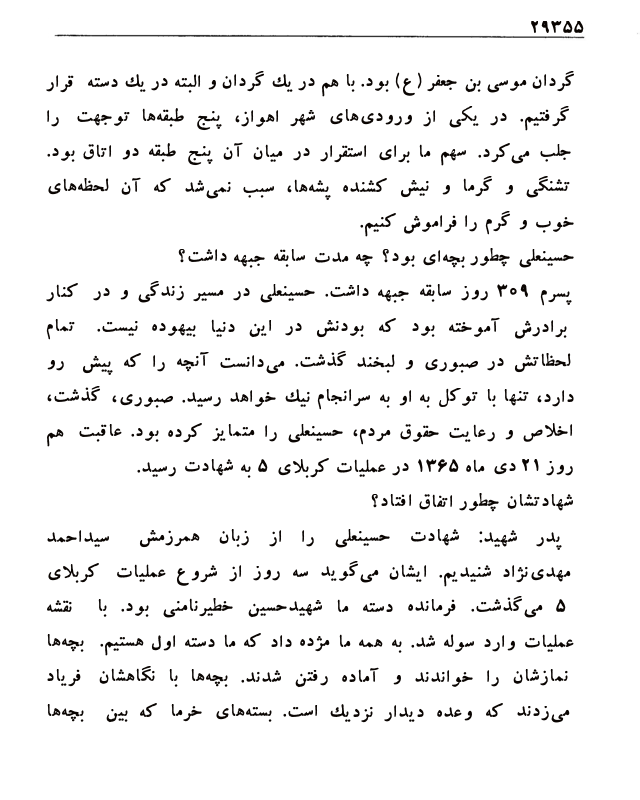 ۲۹۳۵۵
گردان موسی بن جعفر (ع) بود. با هم در یك گردان و البته در یك دسته قرار
گرفتیم. در یکی از ورودی‌های شهر اهواز، پنج طبقه‌ها توجهت را
جلب می‌کرد. سهم ما برای استقرار در میان آن پنج طبقه دو اتاق بود.
تشنگی و گرما و نیش کشنده پشه‌ها، سبب نمی‌شد که آن لحظه‌های
خوب و گرم را فراموش کنیم.
حسینعلی چطور بچه‌ای بود؟ چه مدت سابقه جبهه داشت؟
پسرم ۳۰۹ روز سابقه جبهه داشت. حسینعلی در مسیر زندگی و در کنار
برادرش آموخته بود که بودنش در این دنیا بیهوده نیست. تمام
لحظاتش در صبوری و لبخند گذشت. می‌دانست آنچه را که پیش رو
دارد، تنها با توکل به او به سرانجام نیك خواهد رسید. صبوری، گذشت،
اخلاص و رعایت حقوق مردم، حسینعلی را متمایز کرده بود. عاقبت هم
روز ۲۱ دی ماه ۱۳۶۵ در عملیات کربلای ۵ به شهادت رسید.
شهادتشان چطور اتفاق افتاد؟
پدر شهید: شهادت حسینعلی را از زبان همرزمش سیداحمد
مهدی‌نژاد شنیدیم. ایشان می‌گوید سه روز از شروع عملیات کربلای
۵ می‌گذشت. فرمانده دسته ما شهیدحسین خطیرنامنی بود. با نقشه
عملیات وارد سوله شد. به همه ما مژده داد که ما دسته اول هستیم. بچه‌ها
نمازشان را خواندند و آماده رفتن شدند. بچه‌ها با نگاهشان فریاد
می‌زدند که وعده دیدار نزدیك است. بسته‌های خرما که بین بچه‌ها